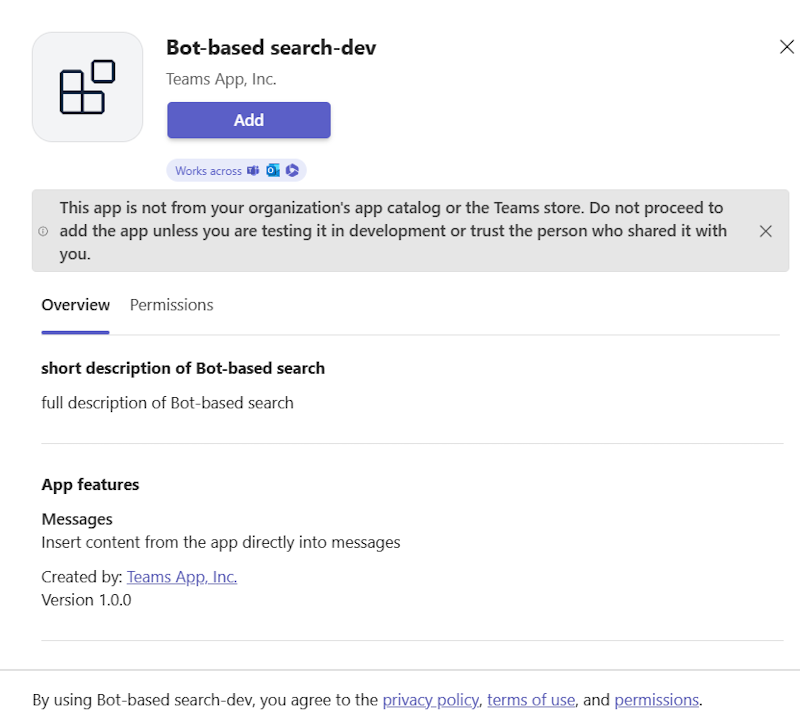 Bot-based search-dev
Teams App, Inc.
Add
Works across
This app is not from your organization's app catalog or the Teams store. Do not proceed to
add the app unless you are testing it in development or trust the person who shared it with
you.
Overview Permissions
short description of Bot-based search
full description of Bot-based search
App features
Messages
Insert content from the app directly into messages
Created by: Teams App, Inc.
Version 1.0.0
By using Bot-based search-dev, you agree to the privacy policy, terms of use, and permissions.